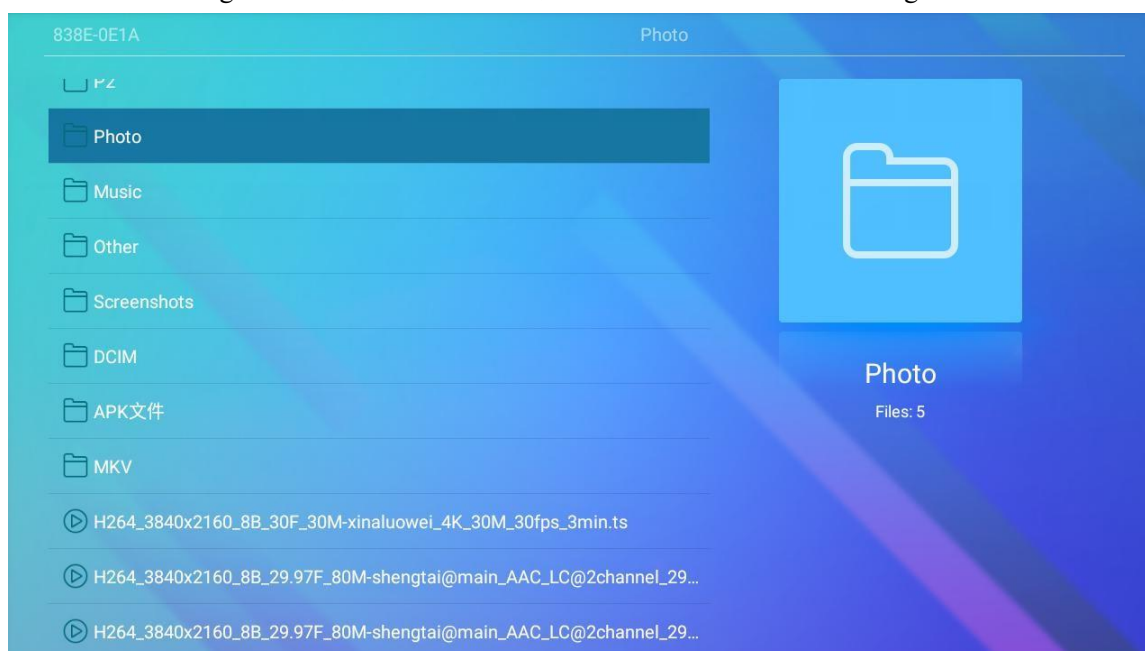 838E-0E1A
Photo
P2
Photo
Music
Other
Screenshots
DCIM
APK文件
MKV
H264_3840x2160_8B_30F_30M-xinaluowei_4K_30M_30fps_3min.ts
H264_3840x2160_8B_29.97F_80M-shengtai@main_AAC_LC@2channel_29...
H264_3840x2160_8B_29.97F_80M-shengtai@main_AAC_LC@2channel_29...
Photo
Files: 5